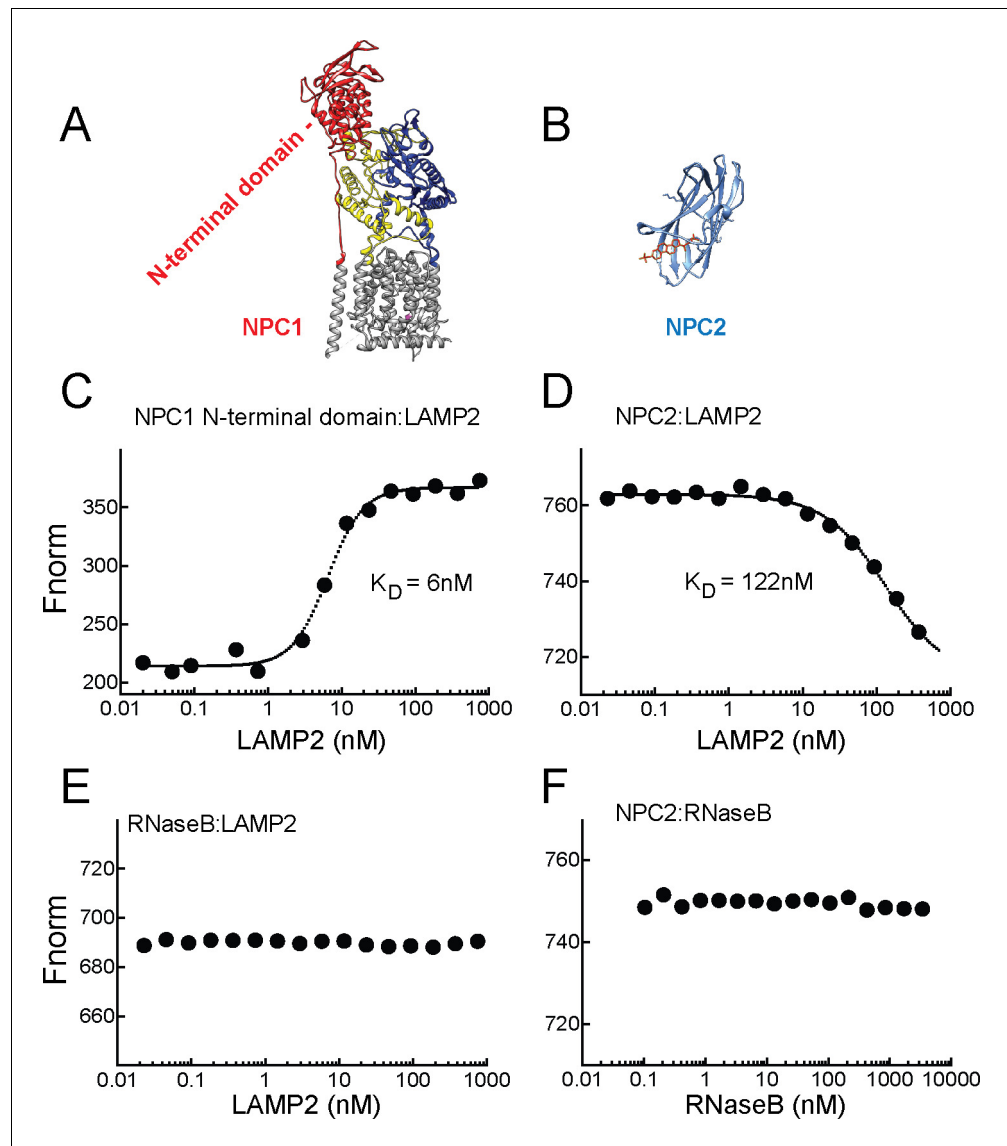 A
B
N-terminal domain -
NPC1
NPC2
C
NPC1 N-terminal domain:LAMP2
Fnorm
350
300
250
200
K_D = 6nM
0.01 0.1 1 10 100 1000
LAMP2 (nM)
D
NPC2:LAMP2
760
740
720
K_D = 122nM
0.01 0.1 1 10 100 1000
LAMP2 (nM)
E
RNaseB:LAMP2
Fnorm
720
700
680
660
0.01 0.1 1 10 100 1000
LAMP2 (nM)
F
NPC2:RNaseB
760
740
720
0.01 0.1 1 10 100 1000 10000
RNaseB (nM)